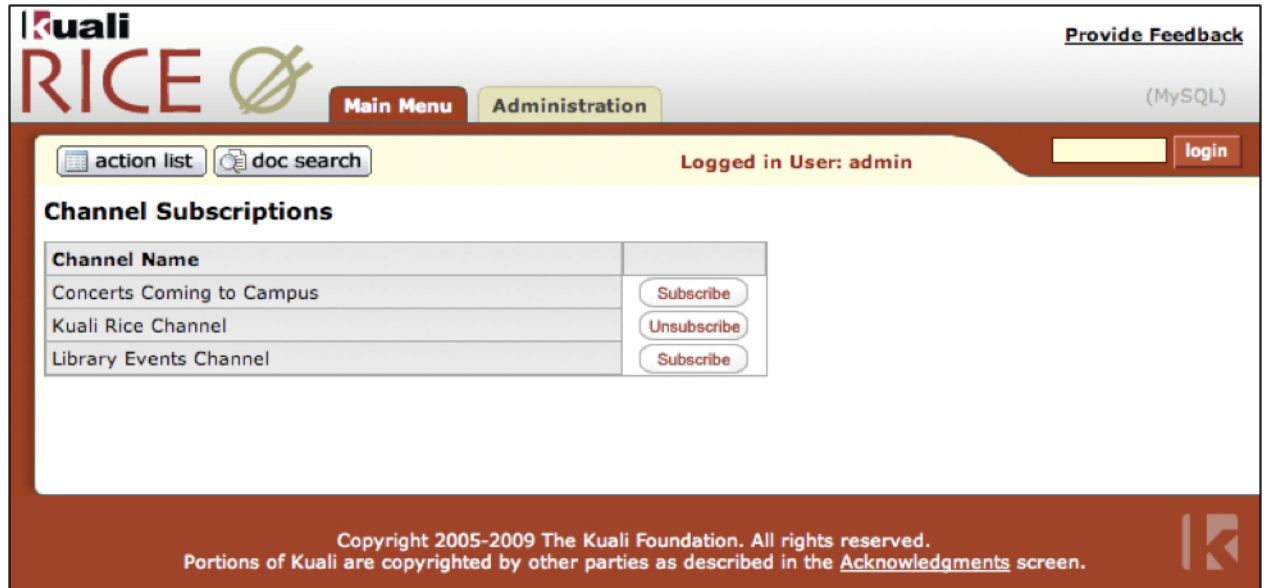 Kuali
RICE
Provide Feedback
Main Menu Administration (MySQL)
action list doc search Logged in User: admin login
Channel Subscriptions
Channel Name
Concerts Coming to Campus Subscribe
Kuali Rice Channel Unsubscribe
Library Events Channel Subscribe
Copyright 2005-2009 The Kuali Foundation. All rights reserved.
Portions of Kuali are copyrighted by other parties as described in the Acknowledgments screen.